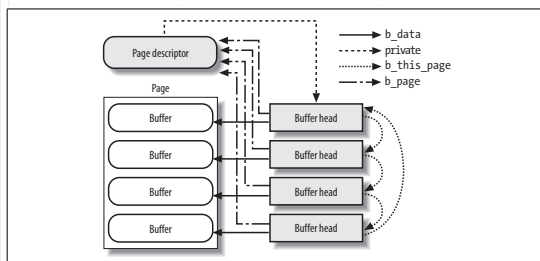 b_data
private
b_this_page
b_page
Page descriptor
Page
Buffer
Buffer head
Buffer
Buffer head
Buffer
Buffer head
Buffer
Buffer head